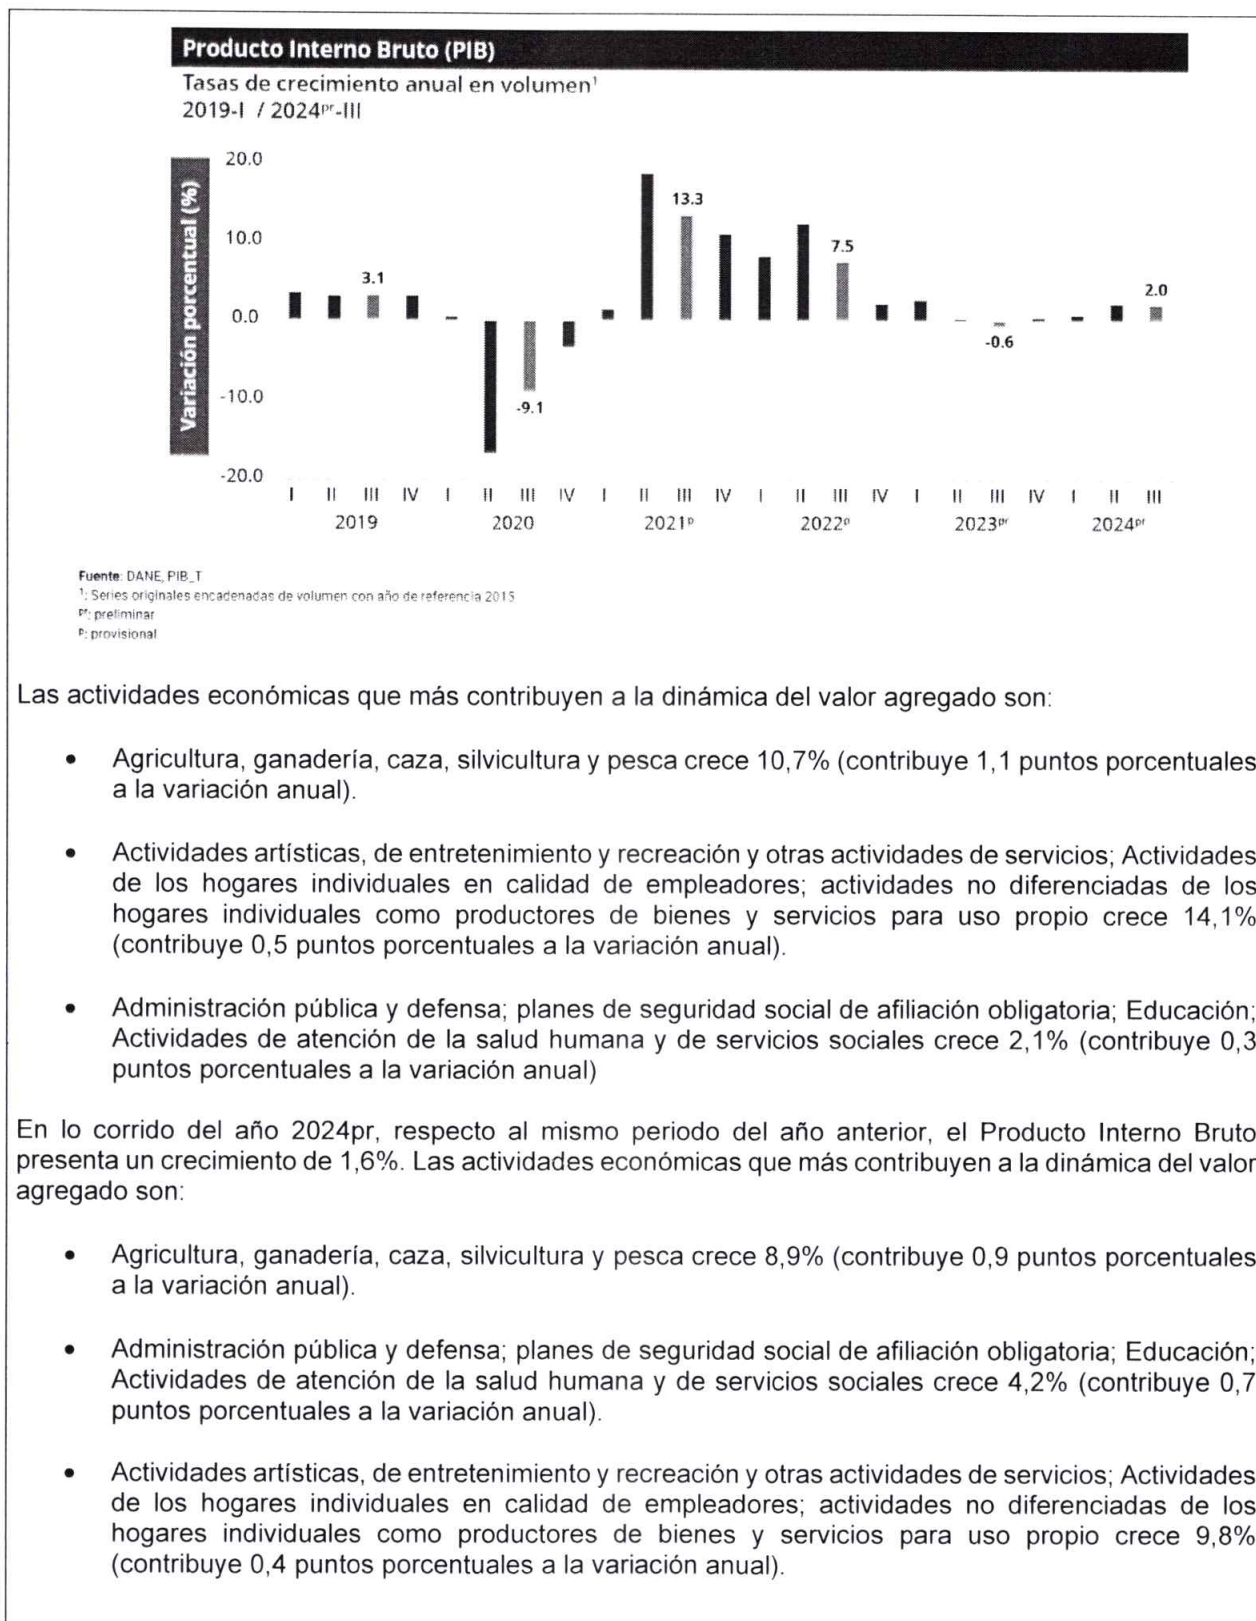 Producto Interno Bruto (PIB)
Tasas de crecimiento anual en volumen¹
2019-I / 2024ᵖʳ-III
Variación porcentual (%)
20.0
10.0
0.0
-10.0
-20.0
3.1
-9.1
13.3
7.5
-0.6
2.0
I II III IV I II III IV I II III IV I II III IV I II III IV I II III
2019 2020 2021ᵖ 2022ᵖ 2023ᵖʳ 2024ᵖʳ
Fuente: DANE, PIB_T
¹: Series originales encadenadas de volumen con año de referencia 2015
ᵖʳ: preliminar
ᵖ: provisional
Las actividades económicas que más contribuyen a la dinámica del valor agregado son:
• Agricultura, ganadería, caza, silvicultura y pesca crece 10,7% (contribuye 1,1 puntos porcentuales
a la variación anual).
• Actividades artísticas, de entretenimiento y recreación y otras actividades de servicios; Actividades
de los hogares individuales en calidad de empleadores; actividades no diferenciadas de los
hogares individuales como productores de bienes y servicios para uso propio crece 14,1%
(contribuye 0,5 puntos porcentuales a la variación anual).
• Administración pública y defensa; planes de seguridad social de afiliación obligatoria; Educación;
Actividades de atención de la salud humana y de servicios sociales crece 2,1% (contribuye 0,3
puntos porcentuales a la variación anual)
En lo corrido del año 2024pr, respecto al mismo periodo del año anterior, el Producto Interno Bruto
presenta un crecimiento de 1,6%. Las actividades económicas que más contribuyen a la dinámica del valor
agregado son:
• Agricultura, ganadería, caza, silvicultura y pesca crece 8,9% (contribuye 0,9 puntos porcentuales
a la variación anual).
• Administración pública y defensa; planes de seguridad social de afiliación obligatoria; Educación;
Actividades de atención de la salud humana y de servicios sociales crece 4,2% (contribuye 0,7
puntos porcentuales a la variación anual).
• Actividades artísticas, de entretenimiento y recreación y otras actividades de servicios; Actividades
de los hogares individuales en calidad de empleadores; actividades no diferenciadas de los
hogares individuales como productores de bienes y servicios para uso propio crece 9,8%
(contribuye 0,4 puntos porcentuales a la variación anual).